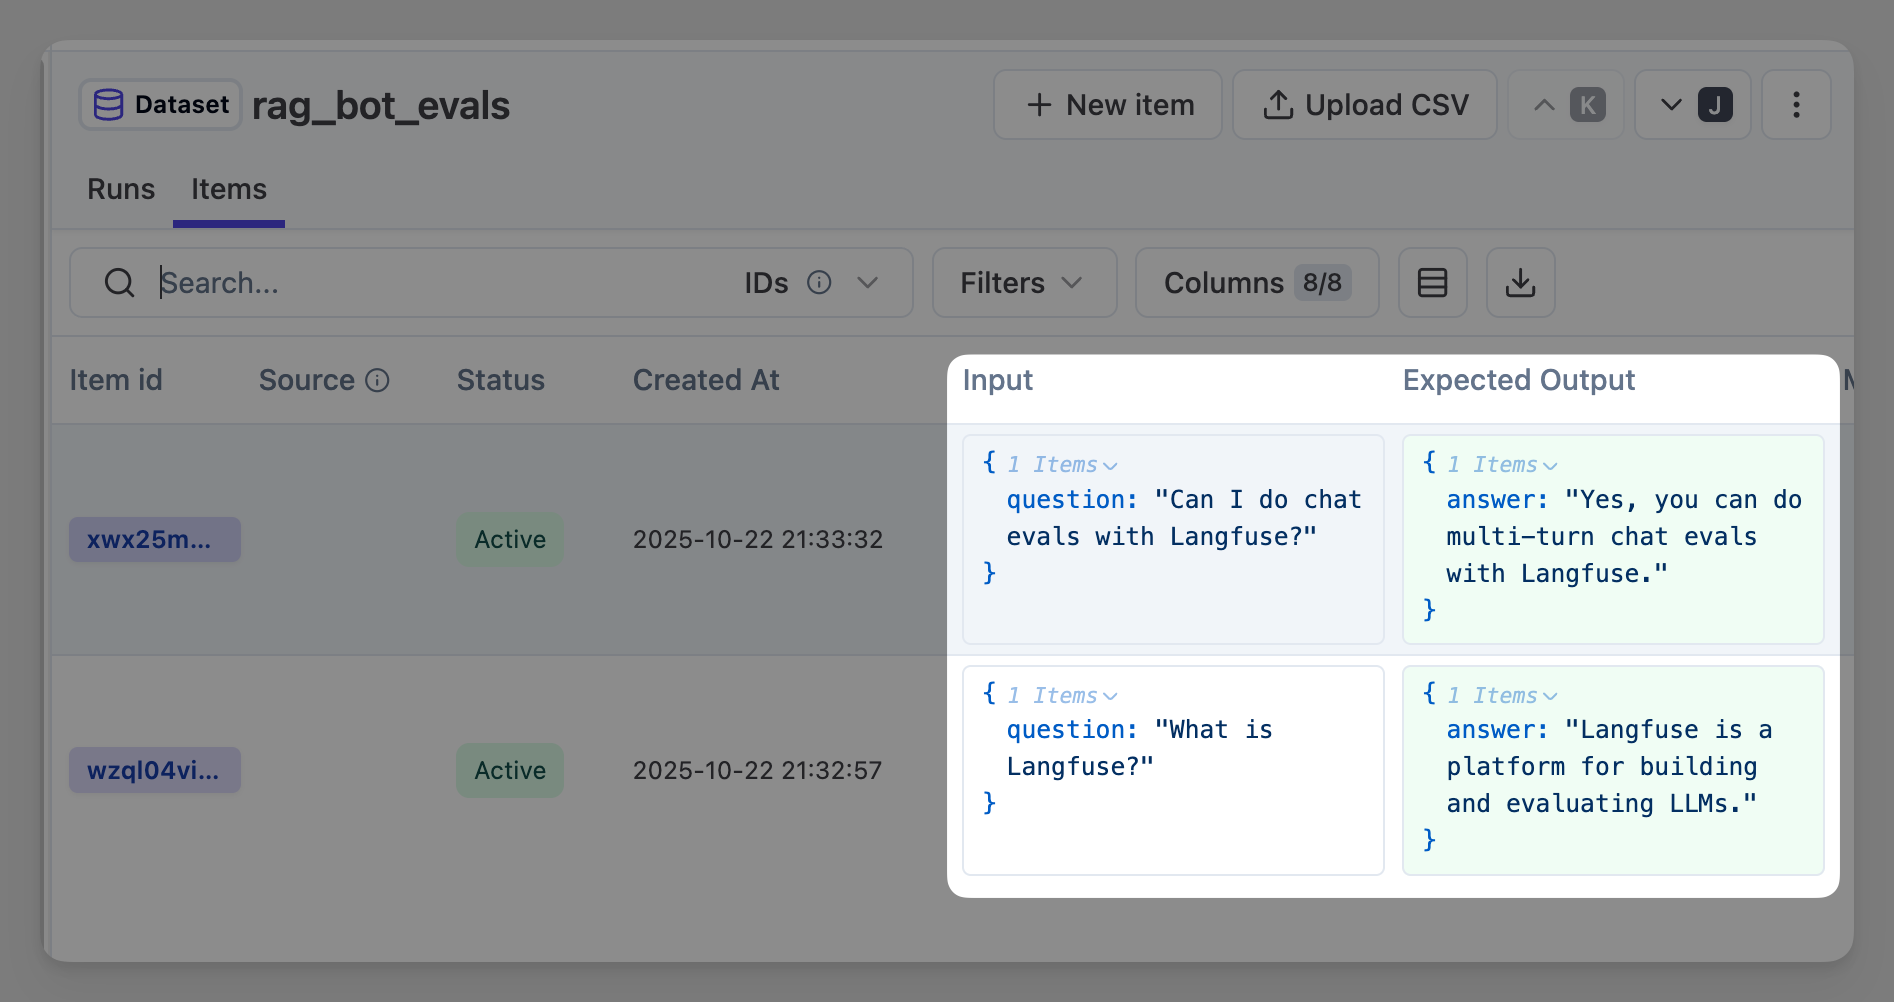 Dataset rag_bot_evals
New item
Upload CSV
K
J
Runs
Items
Search...
IDs
Filters
Columns 8/8
Item id
Source
Status
Created At
Input
Expected Output
M
xwx25m...
Active
2025-10-22 21:33:32
{ 1 Items
question: "Can I do chat
evals with Langfuse?"
}
{ 1 Items
answer: "Yes, you can do
multi-turn chat evals
with Langfuse."
}
wzql04vi...
Active
2025-10-22 21:32:57
{ 1 Items
question: "What is
Langfuse?"
}
{ 1 Items
answer: "Langfuse is a
platform for building
and evaluating LLMs."
}